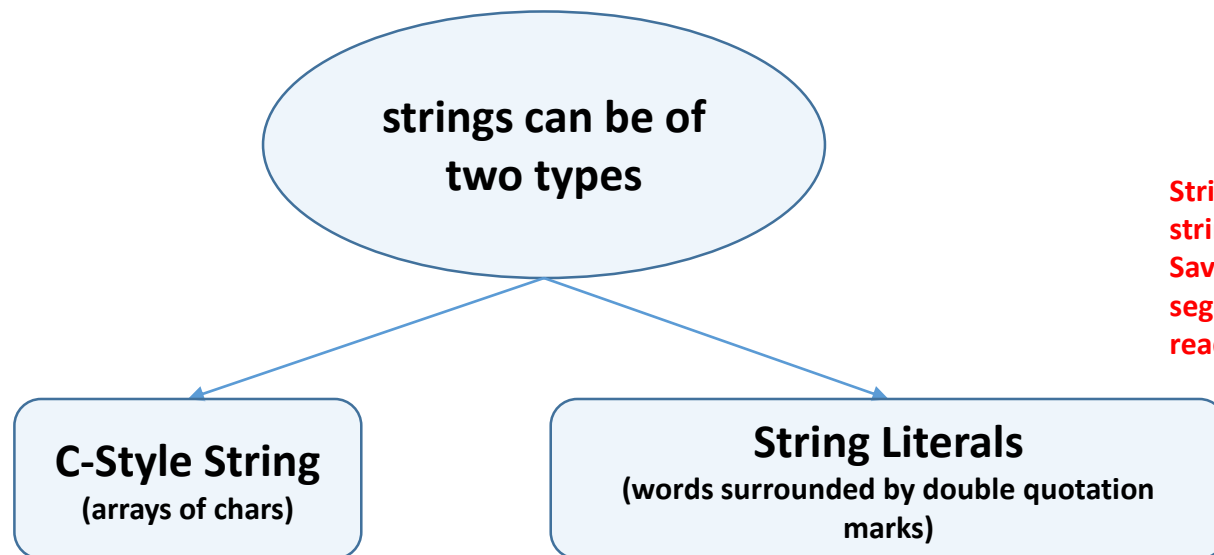 strings can be of
two types
C-Style String
(arrays of chars)
String Literals
(words surrounded by double quotation
marks)